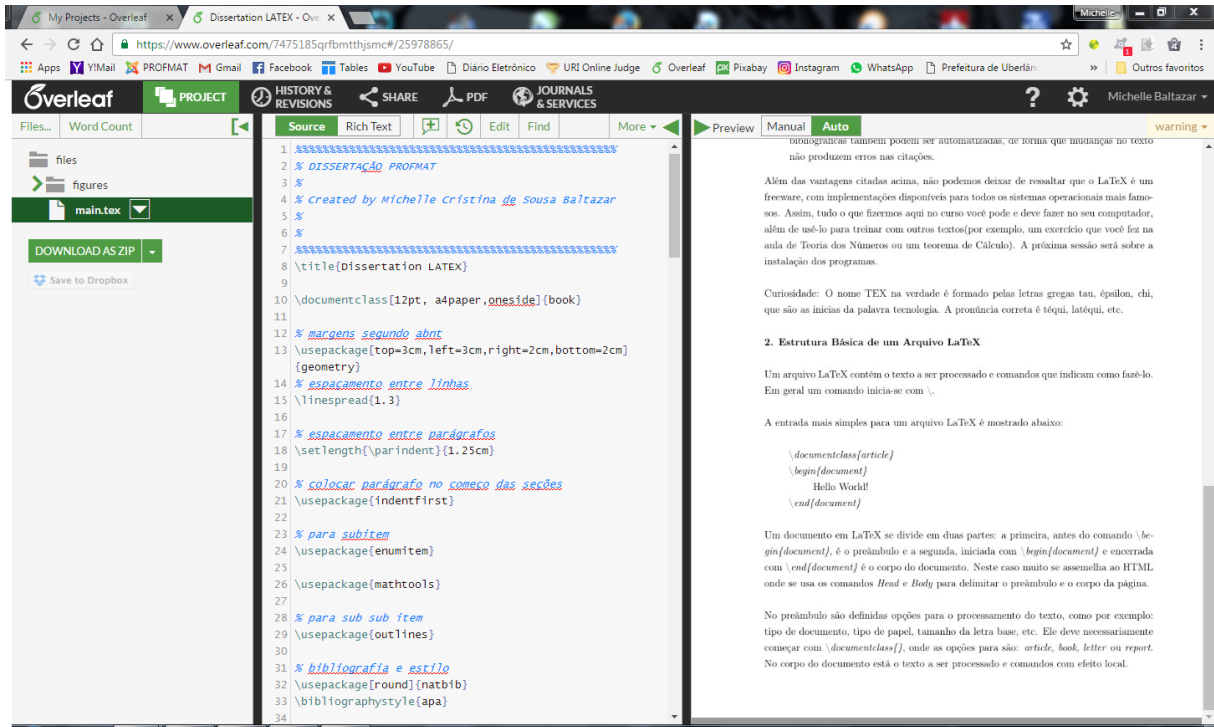 My Projects - Overleaf
Dissertation LATEX - Ove
Michelle
https://www.overleaf.com/7475185qrfbmtthjsmc#/25978865/
Apps Y!Mail PROFMAT Gmail Facebook Tables YouTube Diário Eletrônico URI Online Judge Overleaf Pixabay Instagram WhatsApp Prefeitura de Uberlân » Outros favoritos
Overleaf PROJECT HISTORY & REVISIONS SHARE PDF JOURNALS & SERVICES ? Michelle Baltazar
Files... Word Count
Source Rich Text Edit Find More
Preview Manual Auto warning
files
figures
main.tex
DOWNLOAD AS ZIP
Save to Dropbox
1 %%%%%%%%%%%%%%%%%%%%%%%%%%%%%%%%%%%%%%%%%%%%%%%%%
2 % DISSERTAÇÃO PROFMAT
3 %
4 % Created by Michelle Cristina de Sousa Baltazar
5 %
6 %
7 %%%%%%%%%%%%%%%%%%%%%%%%%%%%%%%%%%%%%%%%%%%%%%%%%
8 \title{Dissertation LATEX}
9
10 \documentclass[12pt, a4paper,oneside]{book}
11
12 % margens segundo abnt
13 \usepackage[top=3cm,left=3cm,right=2cm,bottom=2cm]
{geometry}
14 % espaçamento entre linhas
15 \linespread{1.3}
16
17 % espaçamento entre parágrafos
18 \setlength{\parindent}{1.25cm}
19
20 % colocar parágrafo no começo das seções
21 \usepackage{indentfirst}
22
23 % para subitem
24 \usepackage{enumitem}
25
26 \usepackage{mathtools}
27
28 % para sub sub ítem
29 \usepackage{outlines}
30
31 % bibliografia e estilo
32 \usepackage[round]{natbib}
33 \bibliographystyle{apa}
34
bibliográficas também podem ser automatizadas, de forma que mudanças no texto
não produzem erros nas citações.
Além das vantagens citadas acima, não podemos deixar de ressaltar que o LaTeX é um
freeware, com implementações disponíveis para todos os sistemas operacionais mais famo-
sos. Assim, tudo o que fizermos aqui no curso você pode e deve fazer no seu computador,
além de usé-lo para treinar com outros textos(por exemplo, um exercício que você fez na
aula de Teoria dos Números ou um teorema de Cálculo). A próxima sessão será sobre a
instalação dos programas.
Curiosidade: O nome TEX na verdade é formado pelas letras gregas tau, épsilon, chi,
que são as inicias da palavra tecnologia. A pronúncia correta é téqui, latéqui, etc.
2. Estrutura Básica de um Arquivo LaTeX
Um arquivo LaTeX contém o texto a ser processado e comandos que indicam como fazê-lo.
Em geral um comando inicia-se com \.
A entrada mais simples para um arquivo LaTeX é mostrado abaixo:
\documentclass{article}
\begin{document}
Hello World!
\end{document}
Um documento em LaTeX se divide em duas partes: a primeira, antes do comando \be-
gin{document}, é o preâmbulo e a segunda, iniciada com \begin{document} e encerrada
com \end{document} é o corpo do documento. Neste caso muito se assemelha ao HTML
onde se usa os comandos Head e Body para delimitar o preâmbulo e o corpo da página.
No preâmbulo são definidas opções para o processamento do texto, como por exemplo:
tipo de documento, tipo de papel, tamanho da letra base, etc. Ele deve necessariamente
começar com \documentclass{}, onde as opções para são: article, book, letter ou report.
No corpo do documento está o texto a ser processado e comandos com efeito local.